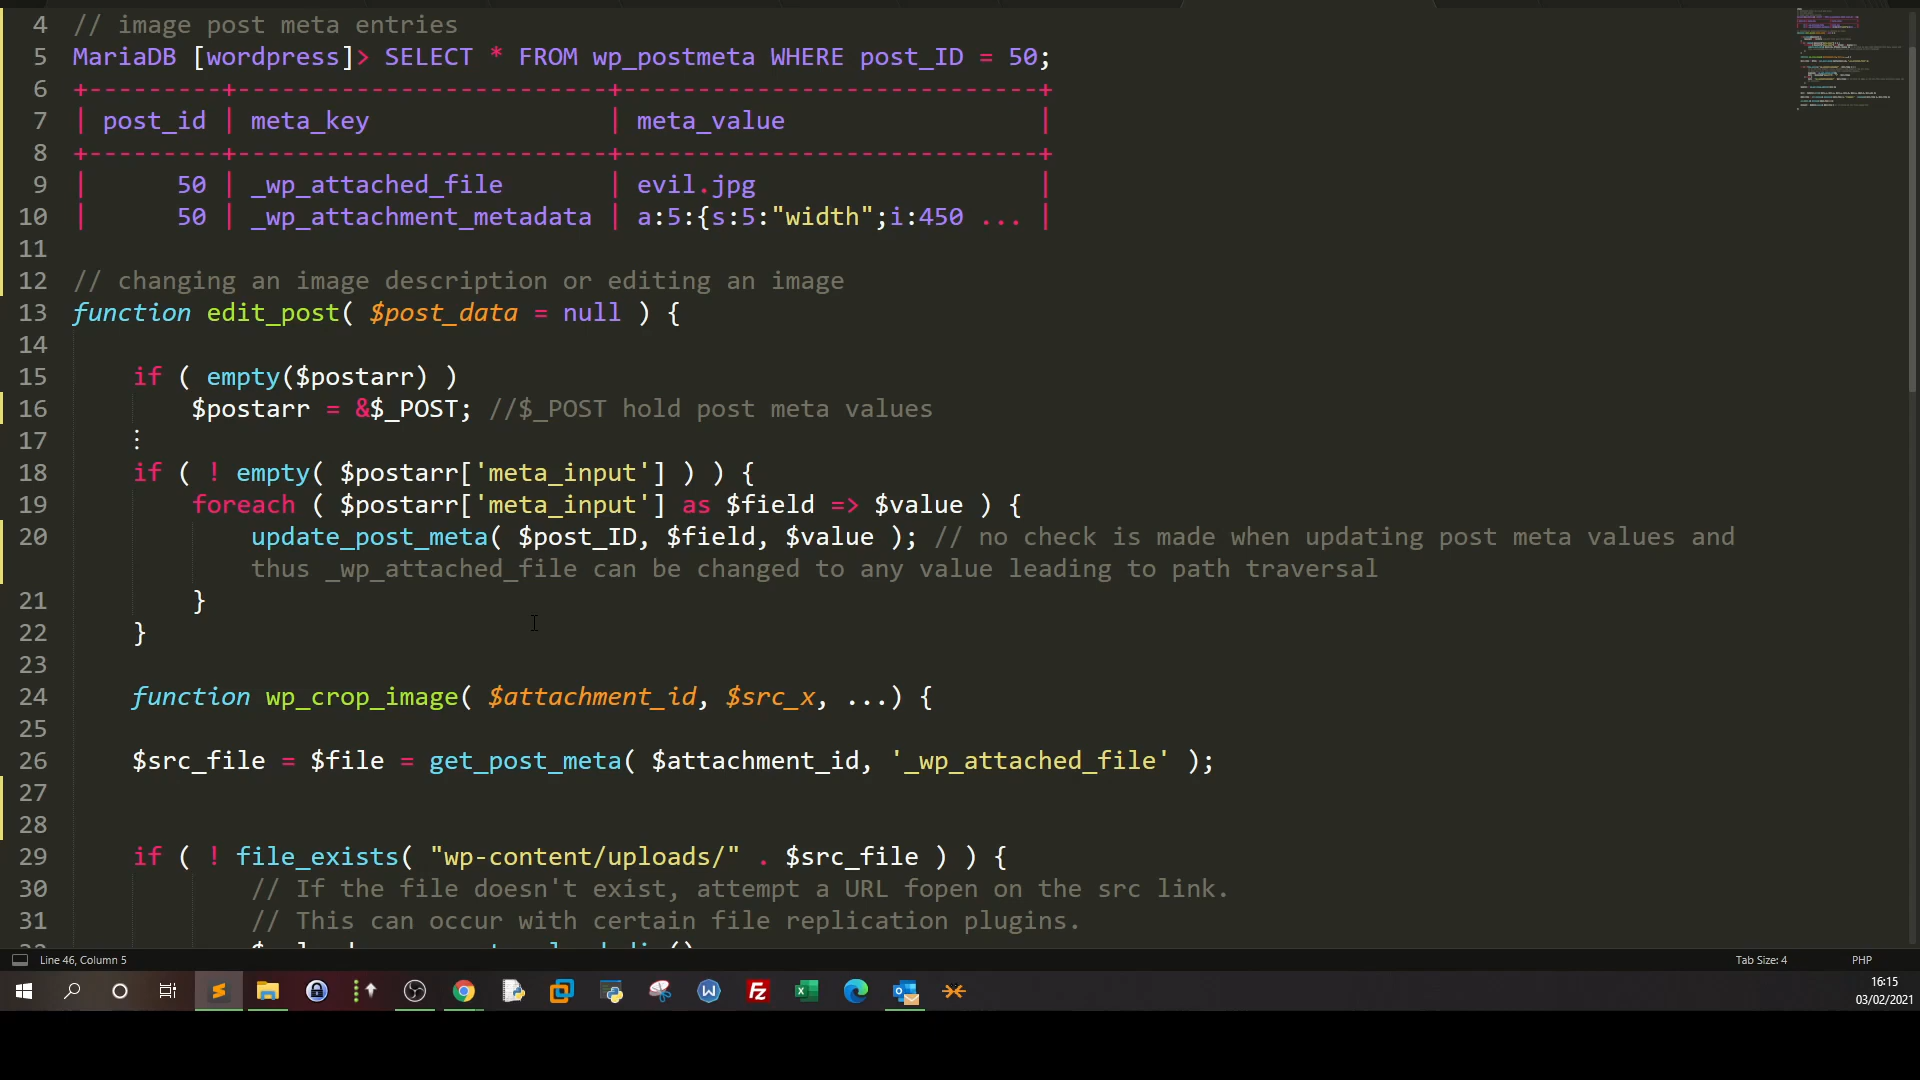 4 // image post meta entries
5 MariaDB [wordpress]> SELECT * FROM wp_postmeta WHERE post_ID = 50;
6 +---------+--------------------------+----------------------------+
7 | post_id | meta_key                | meta_value                 |
8 +---------+--------------------------+----------------------------+
9 |      50 | _wp_attached_file       | evil.jpg                   |
10 |      50 | _wp_attachment_metadata | a:5:{s:5:"width";i:450 ... |
11
12 // changing an image description or editing an image
13 function edit_post( $post_data = null ) {
14
15 if ( empty($postarr) )
16 $postarr = &$_POST; //$_POST hold post meta values
17 ⋮
18 if ( ! empty( $postarr['meta_input'] ) ) {
19 foreach ( $postarr['meta_input'] as $field => $value ) {
20 update_post_meta( $post_ID, $field, $value ); // no check is made when updating post meta values and
thus _wp_attached_file can be changed to any value leading to path traversal
21 }
22 }
23
24 function wp_crop_image( $attachment_id, $src_x, ...) {
25
26 $src_file = $file = get_post_meta( $attachment_id, '_wp_attached_file' );
27
28
29 if ( ! file_exists( "wp-content/uploads/" . $src_file ) ) {
30 // If the file doesn't exist, attempt a URL fopen on the src link.
31 // This can occur with certain file replication plugins.
Line 46, Column 5
Tab Size: 4
PHP
16:15
03/02/2021